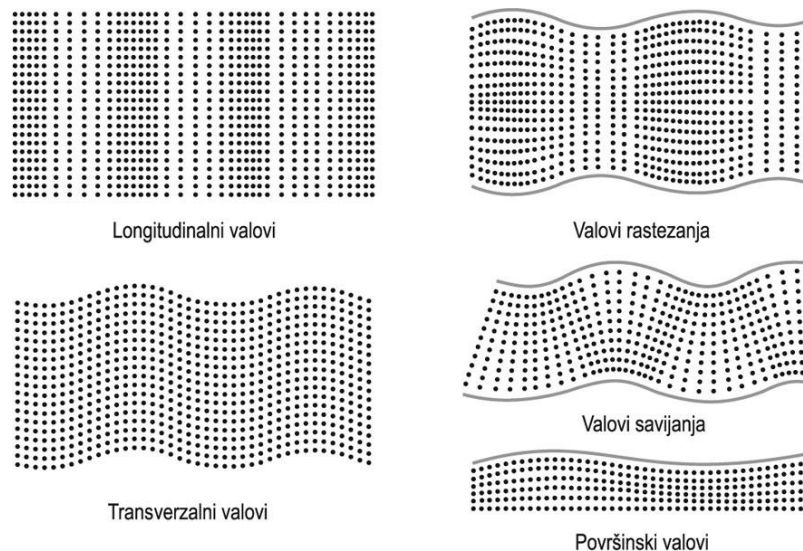 Longitudinalni valovi
Valovi rastezanja
Transverzalni valovi
Valovi savijanja
Površinski valovi